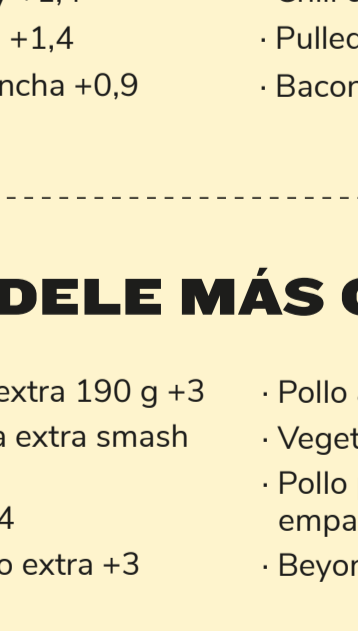 +1,4
ncha +0,9
· Pulled
· Bacon
DELE MÁS
extra 190 g +3
a extra smash
4
o extra +3
· Pollo
· Veget
· Pollo
empa
· Beyon